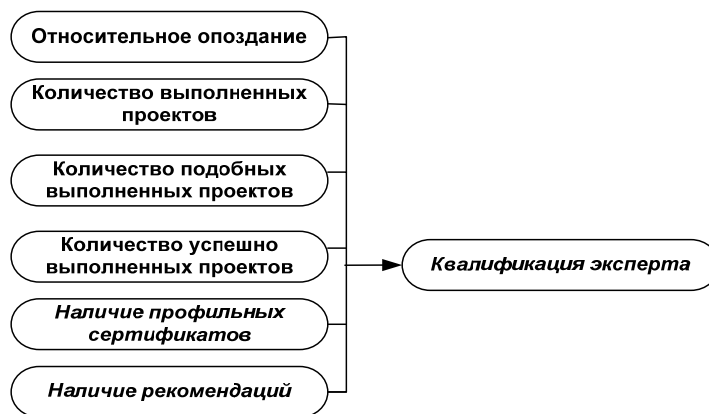 Относительное опоздание
Количество выполненных
проектов
Количество подобных
выполненных проектов
Количество успешно
выполненных проектов
Квалификация эксперта
Наличие профильных
сертификатов
Наличие рекомендаций